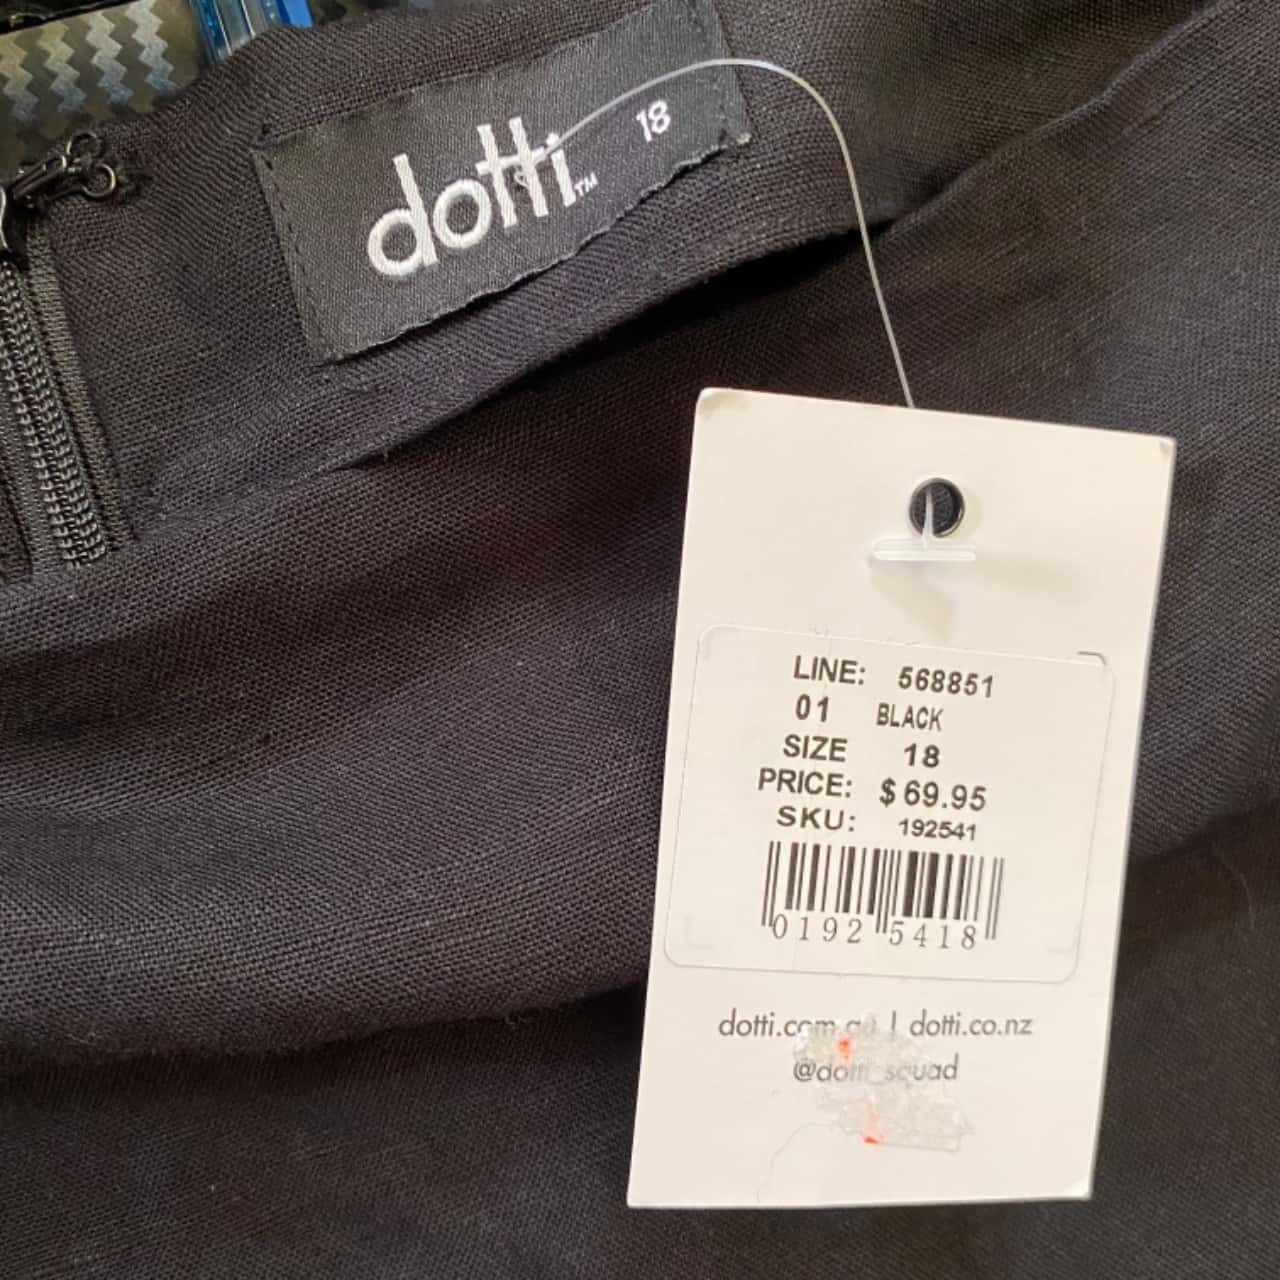 dotti™ 18
LINE: 568851
01 BLACK
SIZE 18
PRICE: $69.95
SKU: 192541
0192 5418
dotti.com.au | dotti.co.nz
@dotti_squad